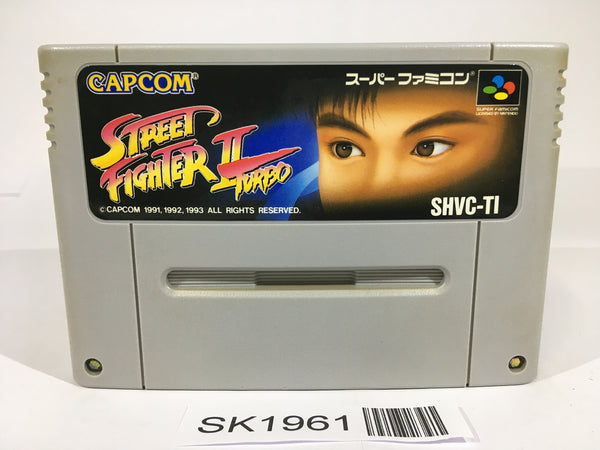 CAPCOM®
スーパーファミコン®
SUPER FAMICOM
LICENSED BY NINTENDO
STREET
FIGHTER II
TURBO
© CAPCOM 1991, 1992, 1993 ALL RIGHTS RESERVED.
SHVC-TI
SK1961